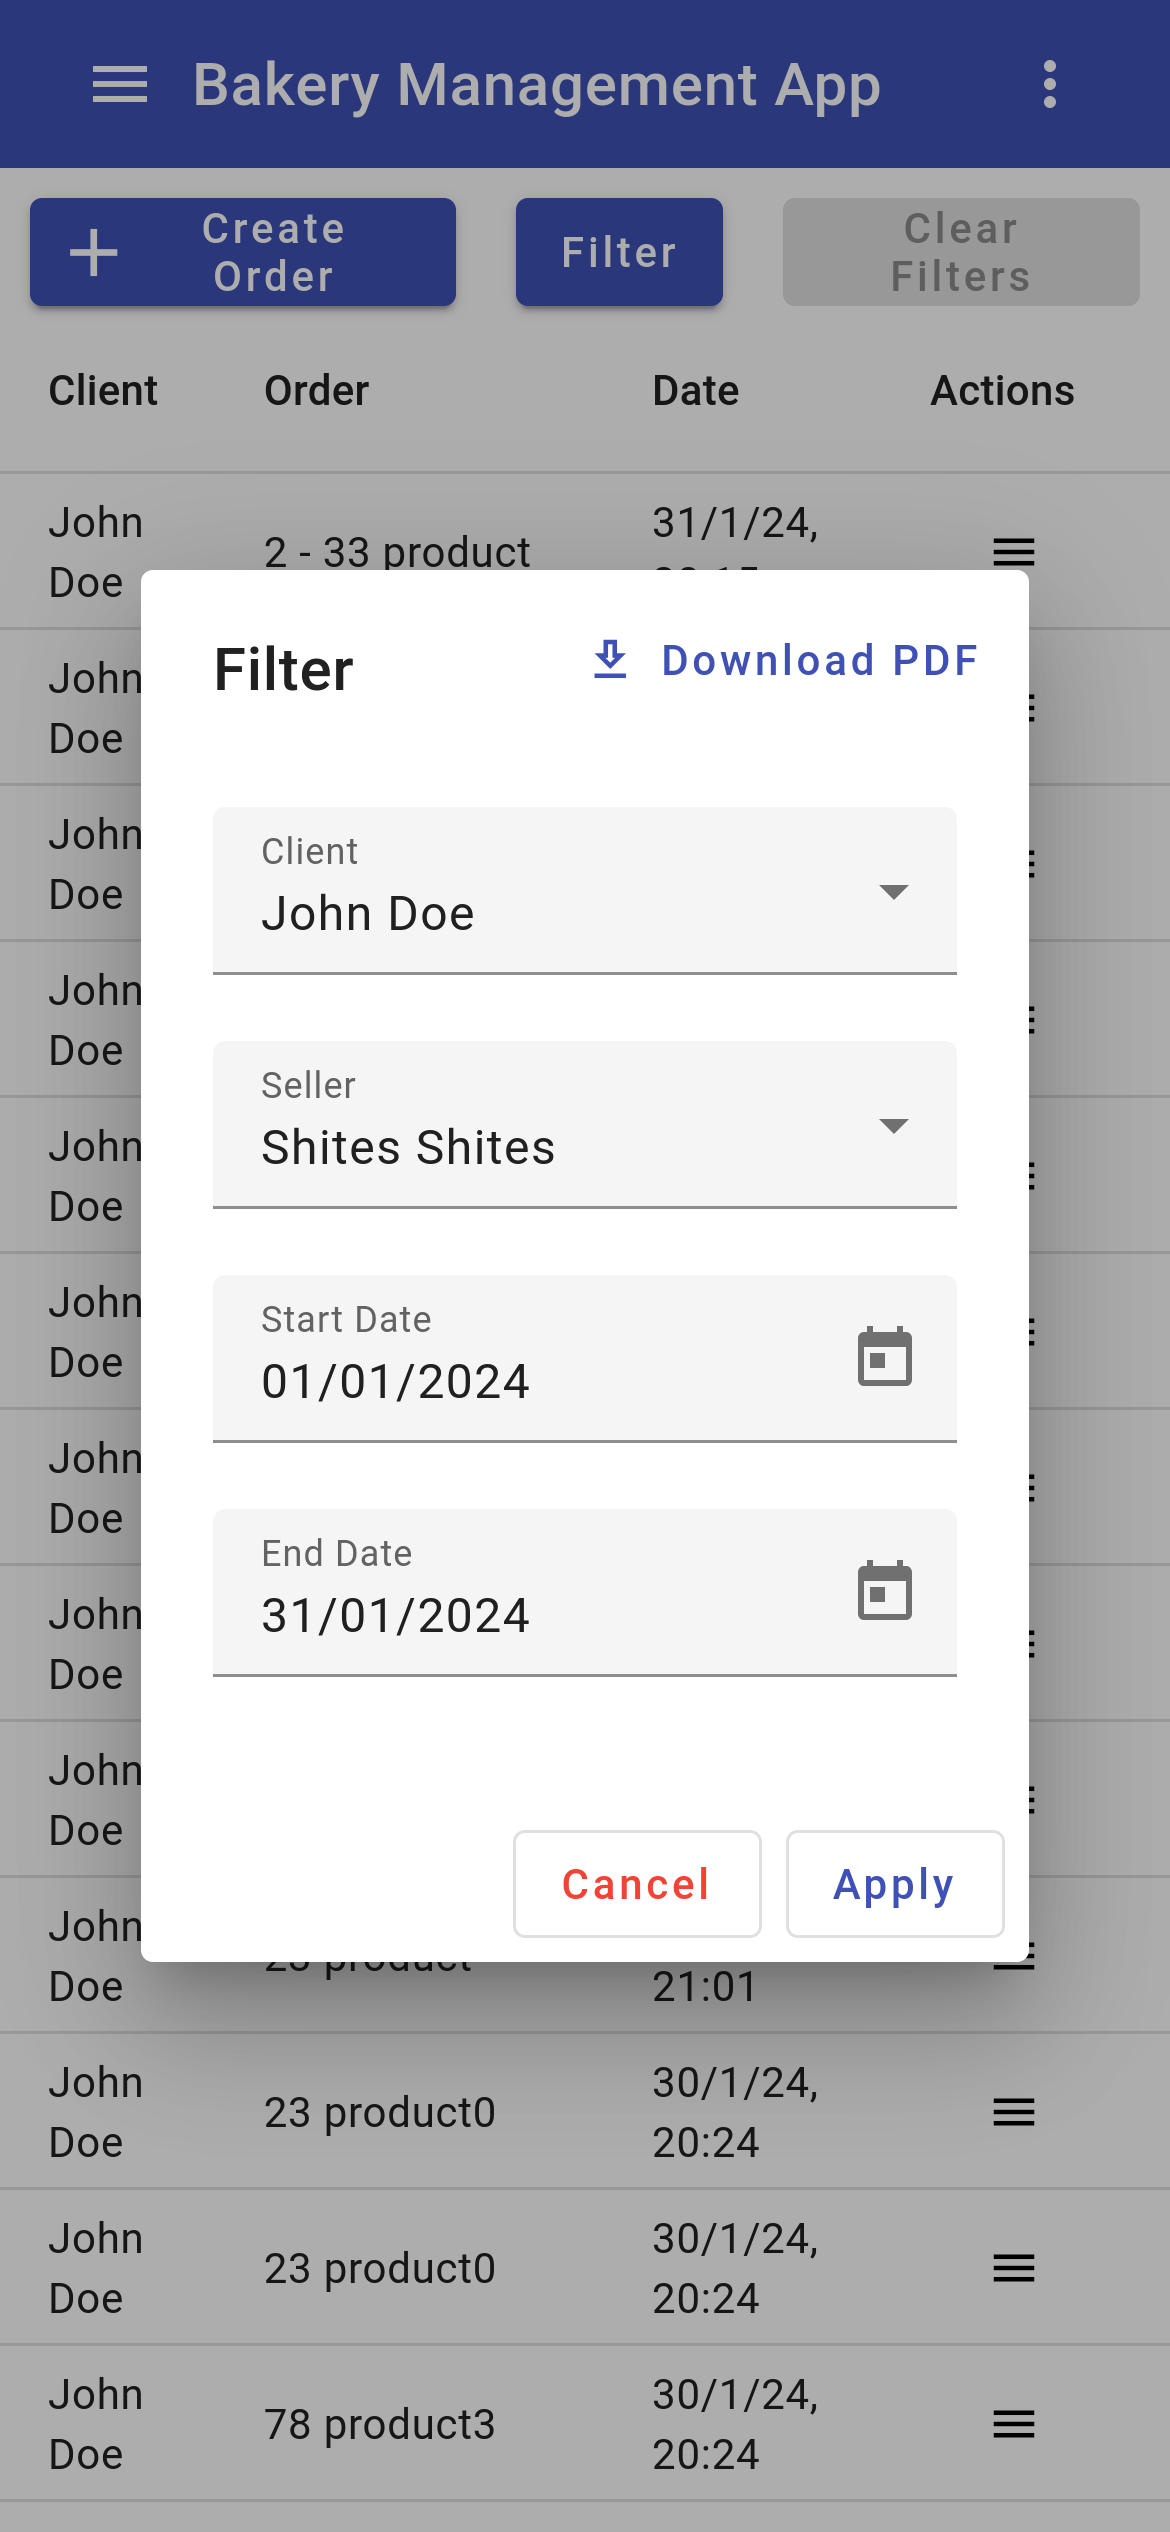 Bakery Management App
Create
Order
Filter
Clear
Filters
Client Order Date Actions
John
Doe
2 - 33 product
31/1/24,
Filter
Download PDF
John
Doe
John
Doe
Client
John Doe
John
Doe
Seller
Shites Shites
John
Doe
John
Doe
Start Date
01/01/2024
John
Doe
End Date
31/01/2024
John
Doe
John
Doe
Cancel
Apply
John
Doe
21:01
John
Doe
23 product0
30/1/24,
20:24
John
Doe
23 product0
30/1/24,
20:24
John
Doe
78 product3
30/1/24,
20:24